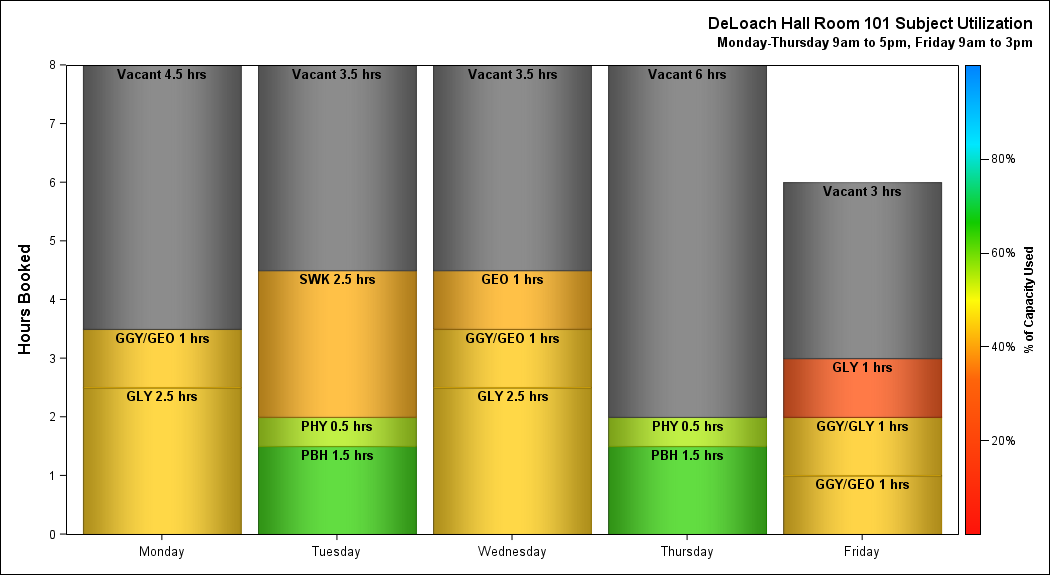 DeLoach Hall Room 101 Subject Utilization
Monday-Thursday 9am to 5pm, Friday 9am to 3pm
Hours Booked
8
7
6
5
4
3
2
1
0
Vacant 4.5 hrs
GGY/GEO 1 hrs
GLY 2.5 hrs
Vacant 3.5 hrs
SWK 2.5 hrs
PHY 0.5 hrs
PBH 1.5 hrs
Vacant 3.5 hrs
GEO 1 hrs
GGY/GEO 1 hrs
GLY 2.5 hrs
Vacant 6 hrs
PHY 0.5 hrs
PBH 1.5 hrs
Vacant 3 hrs
GLY 1 hrs
GGY/GLY 1 hrs
GGY/GEO 1 hrs
Monday
Tuesday
Wednesday
Thursday
Friday
80%
60%
40%
20%
% of Capacity Used